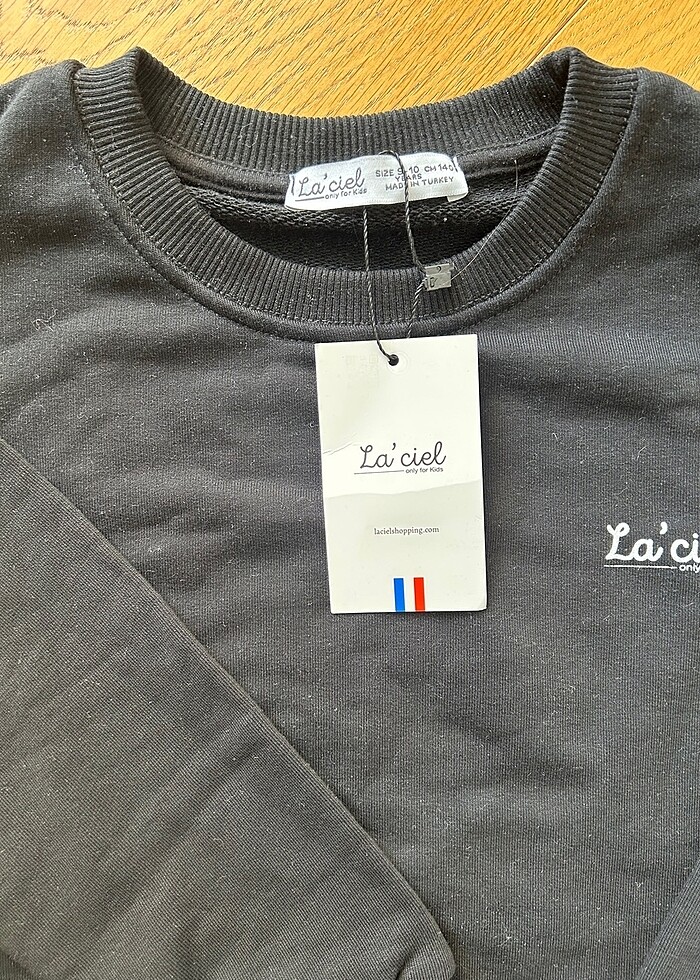 La'ciel
only for Kids
SIZE 9-10 CM 140
YEARS
MADE IN TURKEY
La'ciel
only for Kids
lacielshopping.com
La'ci
only